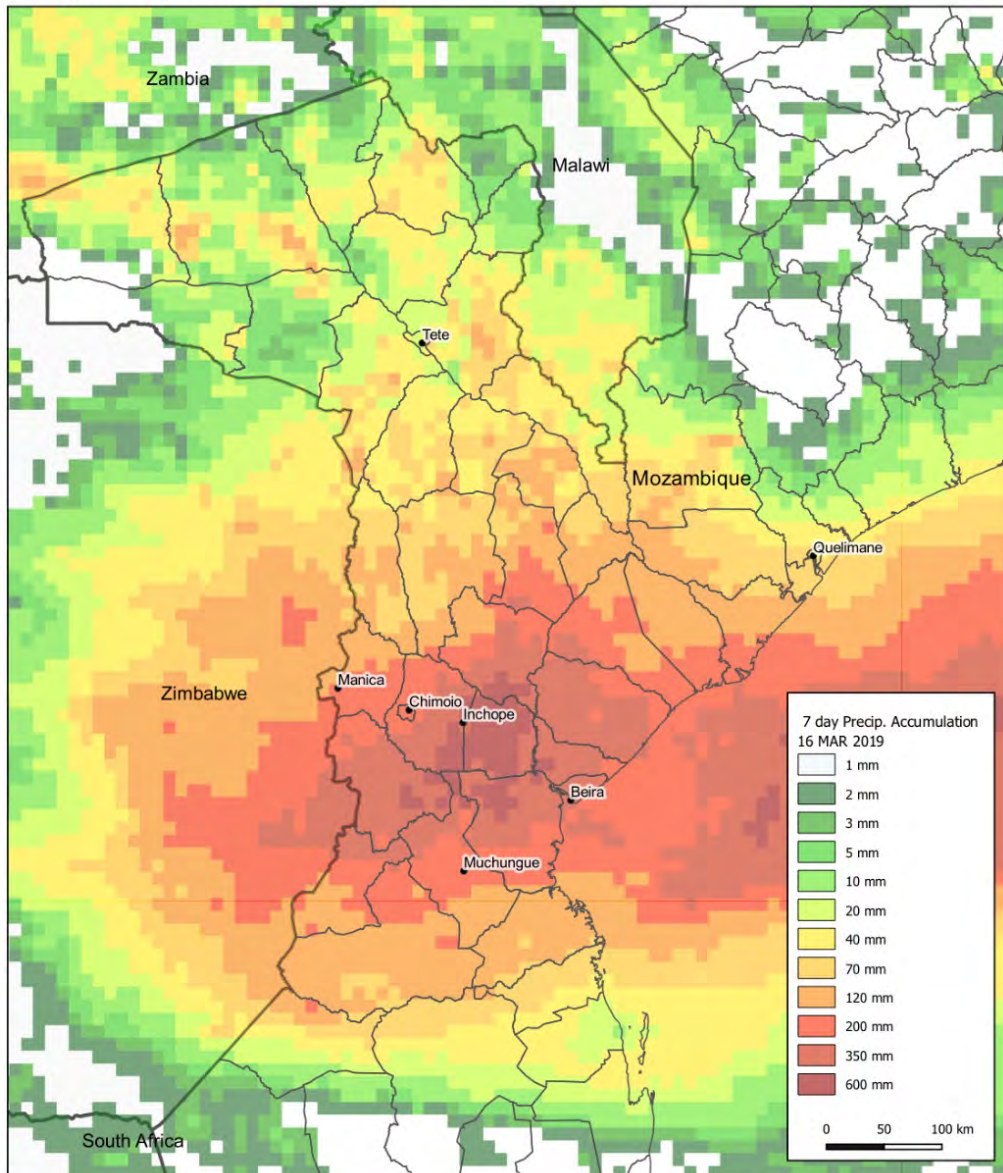 Zambia
Malawi
Tete
Mozambique
Quelimane
Zimbabwe
Manica
Chimoio
Inchope
Beira
Muchungue
South Africa
7 day Precip. Accumulation
16 MAR 2019
1 mm
2 mm
3 mm
5 mm
10 mm
20 mm
40 mm
70 mm
120 mm
200 mm
350 mm
600 mm
0 50 100 km